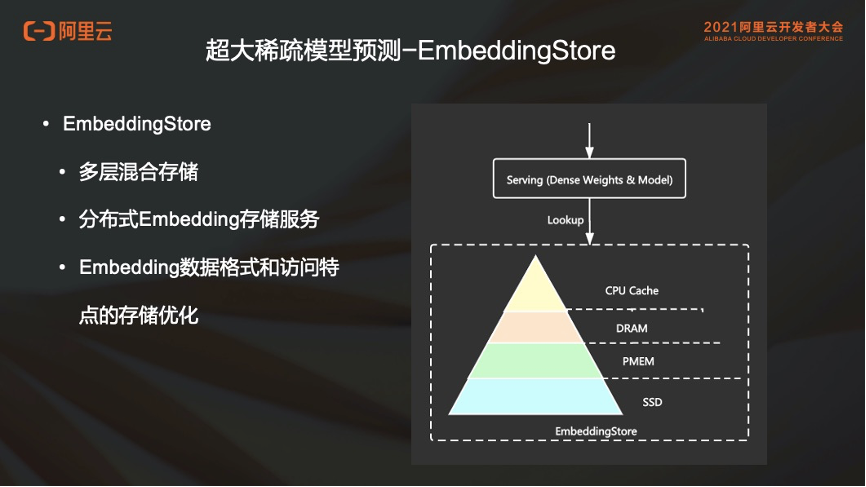 阿里云
2021阿里云开发者大会
ALIBABA CLOUD DEVELOPER CONFERENCE
超大稀疏模型预测-EmbeddingStore
• EmbeddingStore
• 多层混合存储
• 分布式Embedding存储服务
• Embedding数据格式和访问特
点的存储优化
Serving (Dense Weights & Model)
Lookup
CPU Cache
DRAM
PMEM
SSD
EmbeddingStore